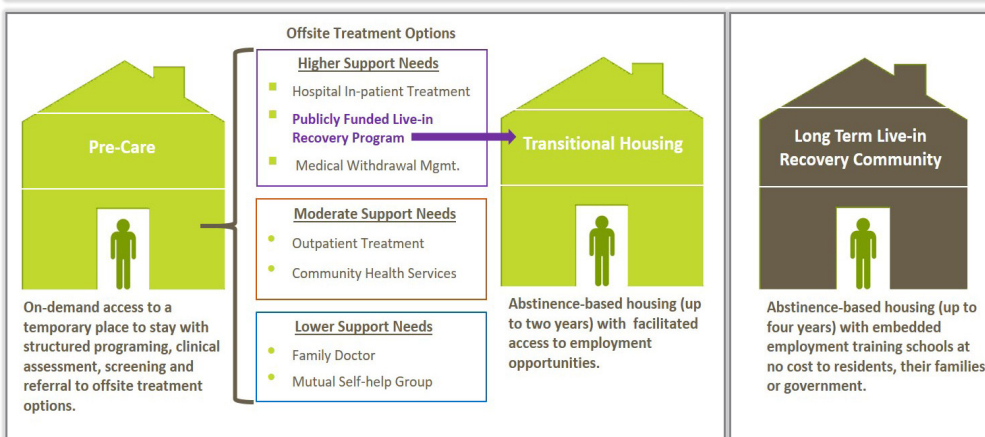 Offsite Treatment Options
Pre-Care
On-demand access to a
temporary place to stay with
structured programing, clinical
assessment, screening and
referral to offsite treatment
options.
Higher Support Needs
Hospital In-patient Treatment
Publicly Funded Live-in
Recovery Program
Medical Withdrawal Mgmt.
Moderate Support Needs
Outpatient Treatment
Community Health Services
Lower Support Needs
Family Doctor
Mutual Self-help Group
Transitional Housing
Abstinence-based housing (up
to two years) with facilitated
access to employment
opportunities.
Long Term Live-in
Recovery Community
Abstinence-based housing (up to
four years) with embedded
employment training schools at
no cost to residents, their families
or government.